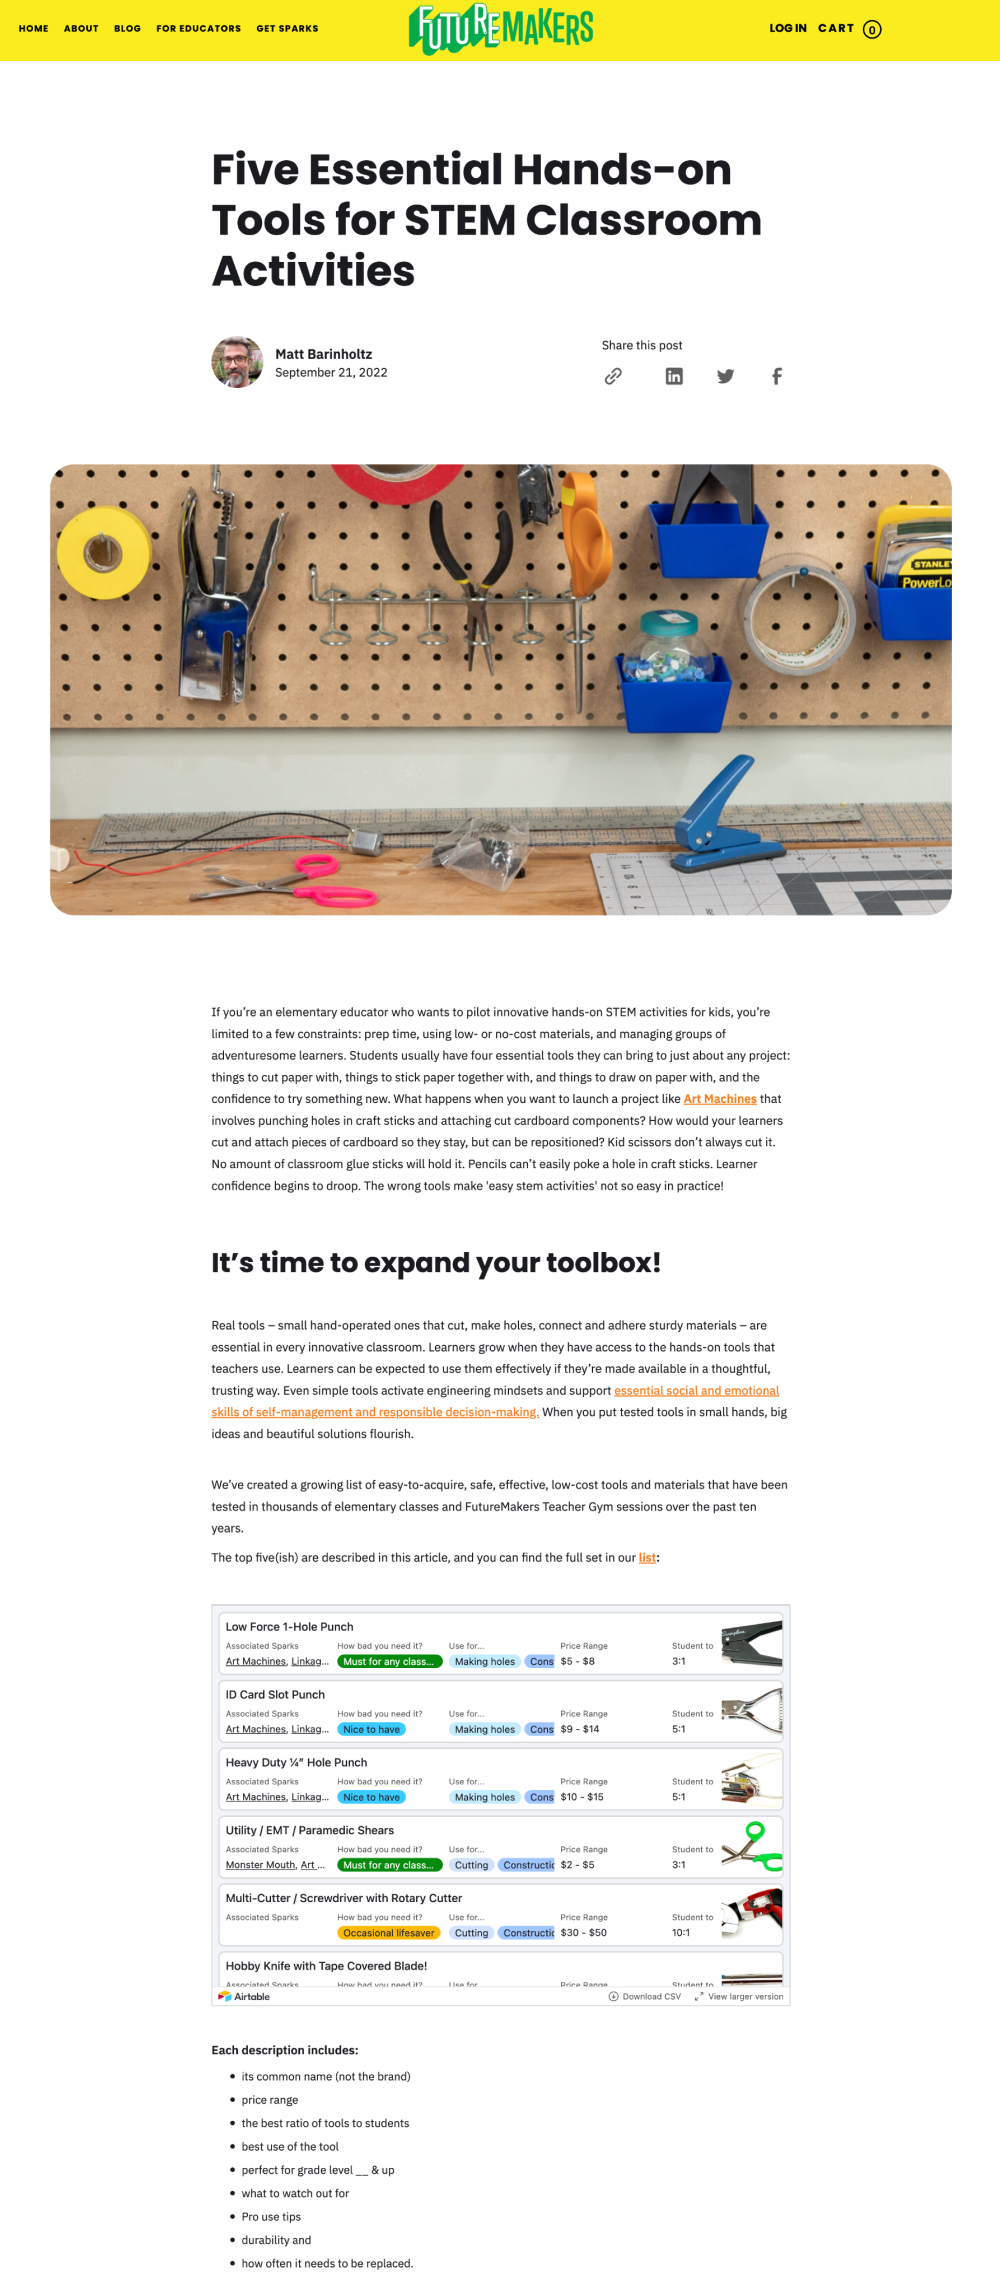 HOME ABOUT BLOG FOR EDUCATORS GET SPARKS
FUTUREMAKERS
LOG IN CART 0
Five Essential Hands-on
Tools for STEM Classroom
Activities
Matt Barinholtz
September 21, 2022
Share this post
STANLEY
PowerLo
If you’re an elementary educator who wants to pilot innovative hands-on STEM activities for kids, you’re
limited to a few constraints: prep time, using low- or no-cost materials, and managing groups of
adventuresome learners. Students usually have four essential tools they can bring to just about any project:
things to cut paper with, things to stick paper together with, and things to draw on paper with, and the
confidence to try something new. What happens when you want to launch a project like Art Machines that
involves punching holes in craft sticks and attaching cut cardboard components? How would your learners
cut and attach pieces of cardboard so they stay, but can be repositioned? Kid scissors don’t always cut it.
No amount of classroom glue sticks will hold it. Pencils can’t easily poke a hole in craft sticks. Learner
confidence begins to droop. The wrong tools make 'easy stem activities' not so easy in practice!
It’s time to expand your toolbox!
Real tools – small hand-operated ones that cut, make holes, connect and adhere sturdy materials – are
essential in every innovative classroom. Learners grow when they have access to the hands-on tools that
teachers use. Learners can be expected to use them effectively if they’re made available in a thoughtful,
trusting way. Even simple tools activate engineering mindsets and support essential social and emotional
skills of self-management and responsible decision-making. When you put tested tools in small hands, big
ideas and beautiful solutions flourish.
We’ve created a growing list of easy-to-acquire, safe, effective, low-cost tools and materials that have been
tested in thousands of elementary classes and FutureMakers Teacher Gym sessions over the past ten
years.
The top five(ish) are described in this article, and you can find the full set in our list:
Low Force 1-Hole Punch
Associated Sparks How bad you need it? Use for... Price Range Student to
Art Machines, Linkag... Must for any class... Making holes Cons $5 - $8 3:1
ID Card Slot Punch
Associated Sparks How bad you need it? Use for... Price Range Student to
Art Machines, Linkag... Nice to have Making holes Cons $9 - $14 5:1
Heavy Duty ¼” Hole Punch
Associated Sparks How bad you need it? Use for... Price Range Student to
Art Machines, Linkag... Nice to have Making holes Cons $10 - $15 5:1
Utility / EMT / Paramedic Shears
Associated Sparks How bad you need it? Use for... Price Range Student to
Monster Mouth, Art ... Must for any class... Cutting Constructic $2 - $5 3:1
Multi-Cutter / Screwdriver with Rotary Cutter
Associated Sparks How bad you need it? Use for... Price Range Student to
Occasional lifesaver Cutting Constructic $30 - $50 10:1
Hobby Knife with Tape Covered Blade!
Associated Sparks How bad you need it? Use for Price Range Student to
Airtable Download CSV View larger version
Each description includes:
• its common name (not the brand)
• price range
• the best ratio of tools to students
• best use of the tool
• perfect for grade level __ & up
• what to watch out for
• Pro use tips
• durability and
• how often it needs to be replaced.